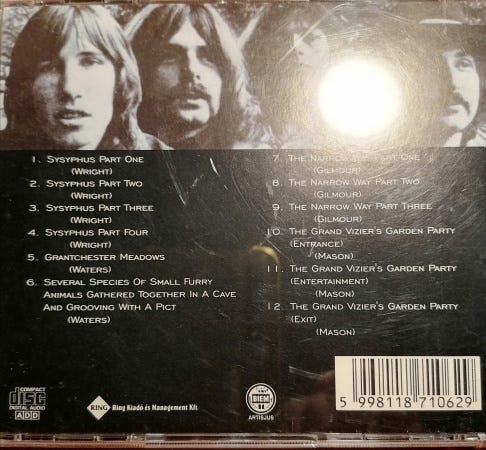 1. SYSYPHUS PART ONE
(WRIGHT)
2. SYSYPHUS PART TWO
(WRIGHT)
3. SYSYPHUS PART THREE
(WRIGHT)
4. SYSYPHUS PART FOUR
(WRIGHT)
5. GRANTCHESTER MEADOWS
(WATERS)
6. SEVERAL SPECIES OF SMALL FURRY
ANIMALS GATHERED TOGETHER IN A CAVE
AND GROOVING WITH A PICT
(WATERS)
7. THE NARROW WAY PART ONE
(GILMOUR)
8. THE NARROW WAY PART TWO
(GILMOUR)
9. THE NARROW WAY PART THREE
(GILMOUR)
10. THE GRAND VIZIER'S GARDEN PARTY
(ENTRANCE)
(MASON)
11. THE GRAND VIZIER'S GARDEN PARTY
(ENTERTAINMENT)
(MASON)
12. THE GRAND VIZIER'S GARDEN PARTY
(EXIT)
(MASON)
COMPACT
disc
DIGITAL AUDIO
ADD
RING
Ring Kiadó és Management Kft.
BIEM
ARTISJUS
5 998118 710629